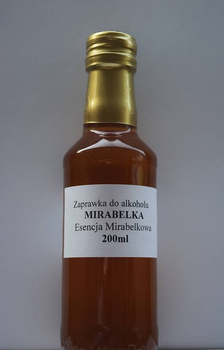 Zaprawka do alkoholu
MIRABELKA
Esencja Mirabelkowa
200ml